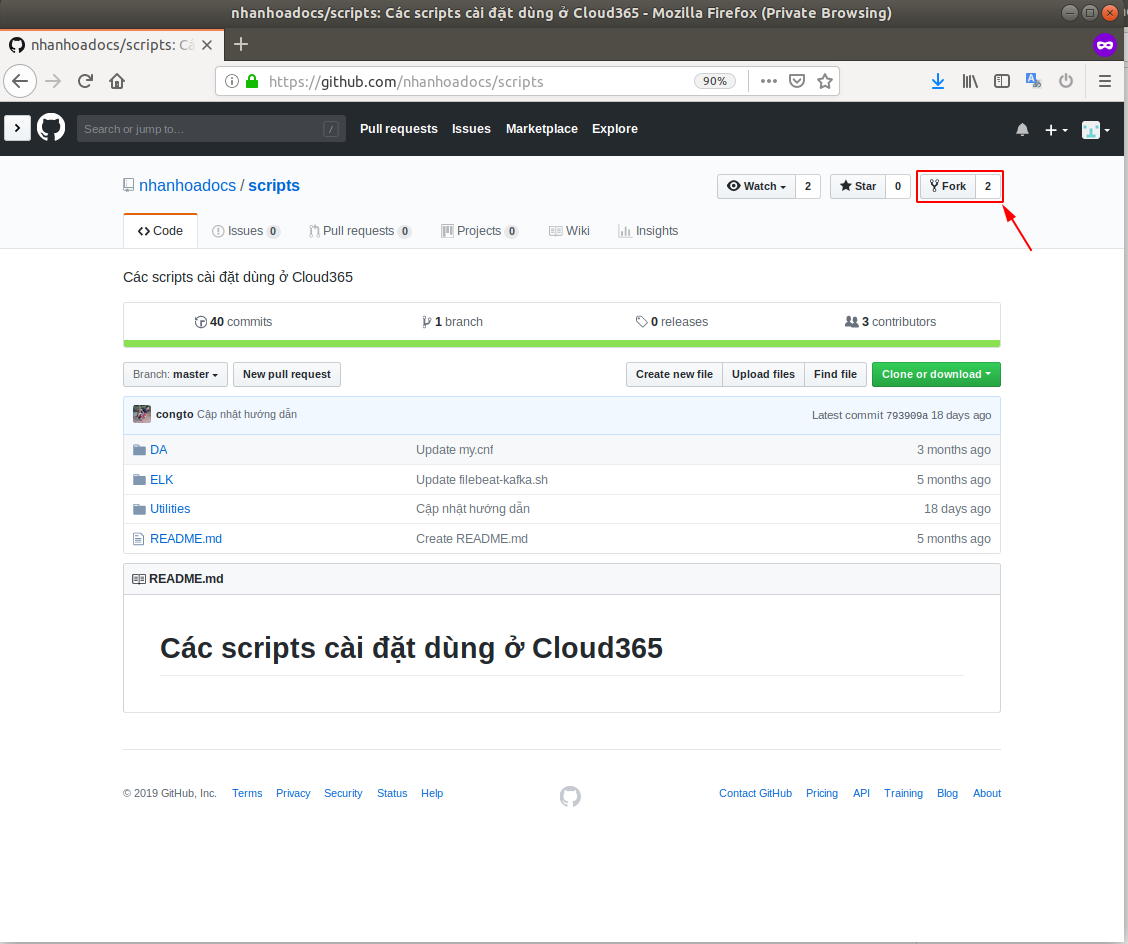 nhanhoadocs/scripts: Các scripts cài đặt dùng ở Cloud365 - Mozilla Firefox (Private Browsing)
nhanhoadocs/scripts: Cá
https://github.com/nhanhoadocs/scripts 90%
Search or jump to... / Pull requests Issues Marketplace Explore
nhanhoadocs / scripts Watch 2 Star 0 Fork 2
Code Issues 0 Pull requests 0 Projects 0 Wiki Insights
Các scripts cài đặt dùng ở Cloud365
40 commits 1 branch 0 releases 3 contributors
Branch: master New pull request Create new file Upload files Find file Clone or download
congto Cập nhật hướng dẫn Latest commit 793909a 18 days ago
DA Update my.cnf 3 months ago
ELK Update filebeat-kafka.sh 5 months ago
Utilities Cập nhật hướng dẫn 18 days ago
README.md Create README.md 5 months ago
README.md
Các scripts cài đặt dùng ở Cloud365
© 2019 GitHub, Inc. Terms Privacy Security Status Help Contact GitHub Pricing API Training Blog About